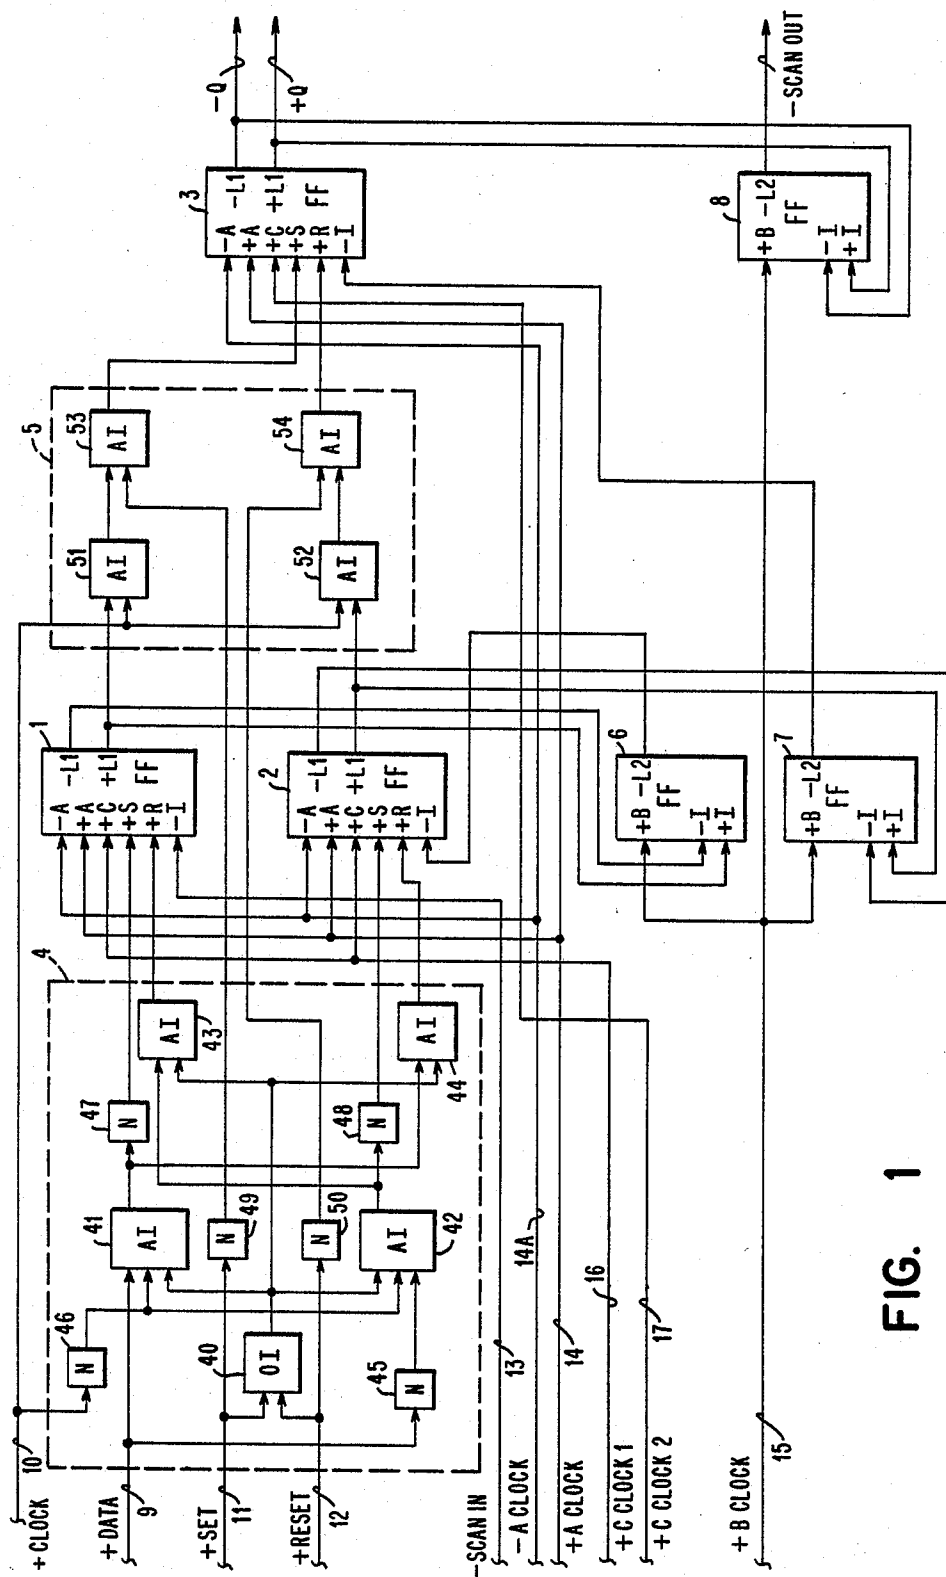 +CLOCK
10
+DATA
9
+SET
11
+RESET
12
-SCAN IN
13
-A CLOCK
14A
+A CLOCK
14
+C CLOCK 1
16
+C CLOCK 2
17
+B CLOCK
15
4
N
46
OI
40
N
45
AI
41
N
49
N
50
AI
42
N
47
N
48
AI
43
AI
44
1
-A
+A
+C
+S
+R
-I
-L1
+L1
FF
2
-A
+A
+C
+S
+R
-I
-L1
+L1
FF
6
+B
-L2
FF
-I
+I
7
+B
-L2
FF
-I
+I
5
AI
51
AI
52
AI
53
AI
54
3
-A
+A
+C
+S
+R
-I
-L1
+L1
FF
8
+B
-L2
FF
-I
+I
-Q
+Q
-SCAN OUT
FIG. 1